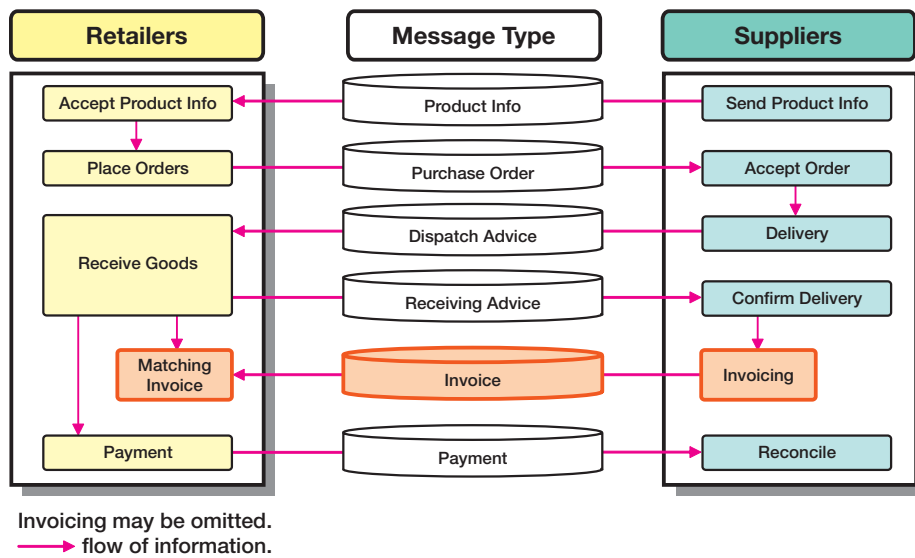 Retailers
Message Type
Suppliers
Accept Product Info
Product Info
Send Product Info
Place Orders
Purchase Order
Accept Order
Receive Goods
Dispatch Advice
Delivery
Receiving Advice
Confirm Delivery
Matching
Invoice
Invoice
Invoicing
Payment
Payment
Reconcile
Invoicing may be omitted.
flow of information.